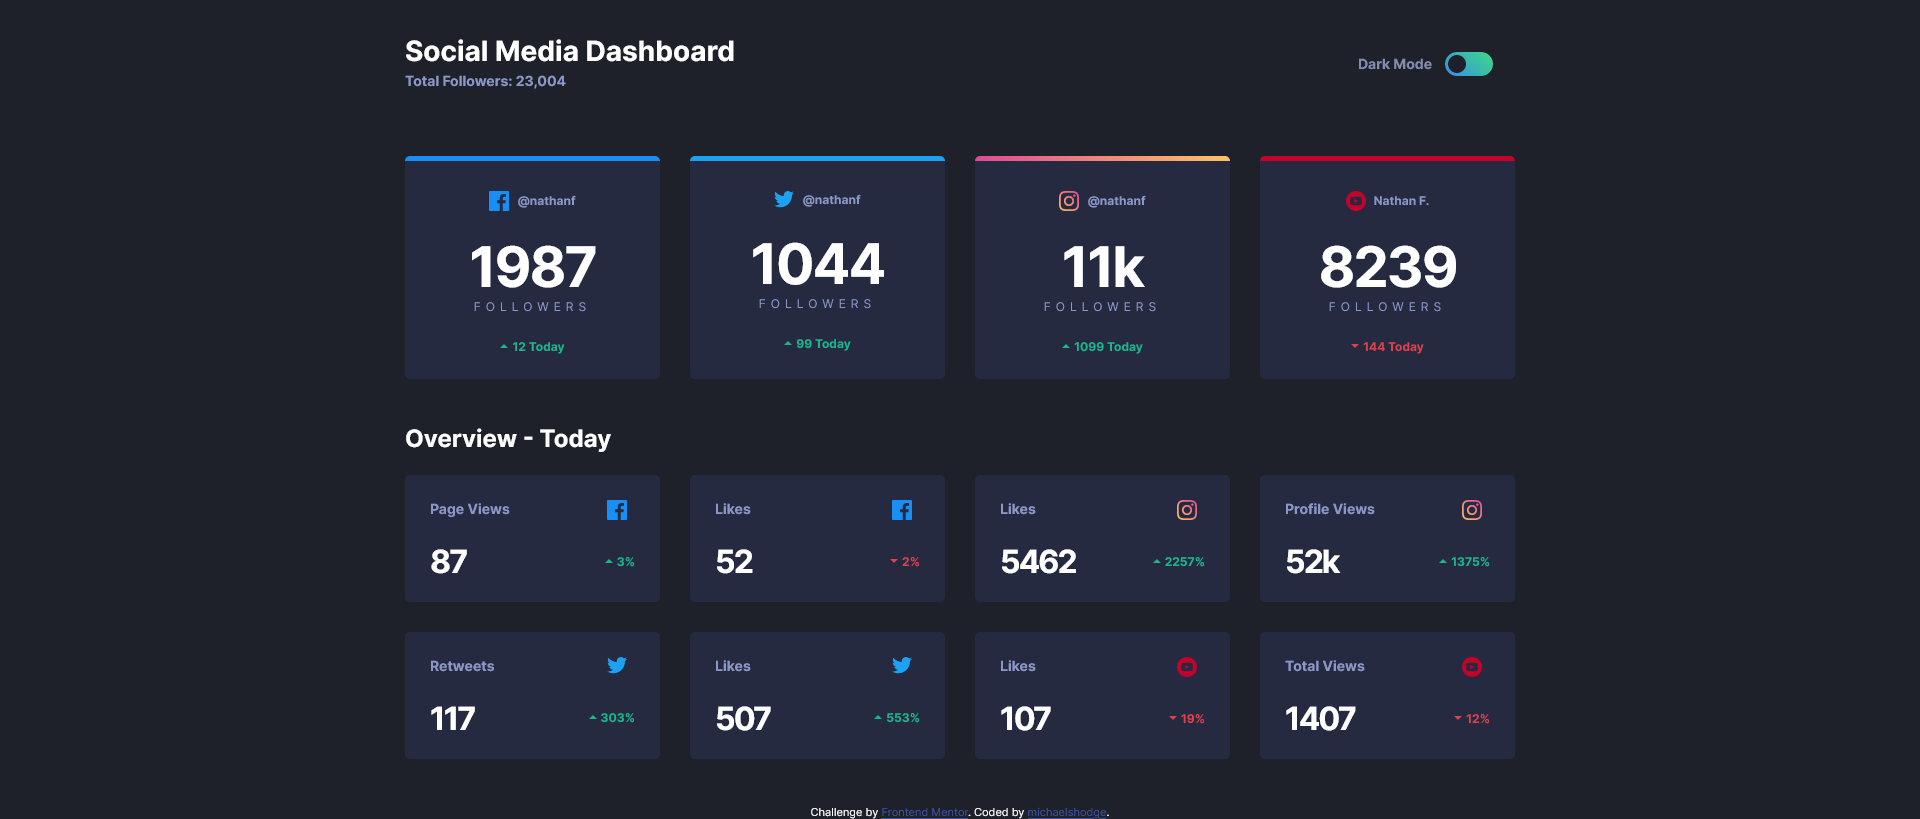 Social Media Dashboard
Total Followers: 23,004
Dark Mode
@nathanf
1987
FOLLOWERS
12 Today
@nathanf
1044
FOLLOWERS
99 Today
@nathanf
11k
FOLLOWERS
1099 Today
Nathan F.
8239
FOLLOWERS
144 Today
Overview - Today
Page Views
87
3%
Likes
52
2%
Likes
5462
2257%
Profile Views
52k
1375%
Retweets
117
303%
Likes
507
553%
Likes
107
19%
Total Views
1407
12%
Challenge by Frontend Mentor. Coded by michaelshodge.